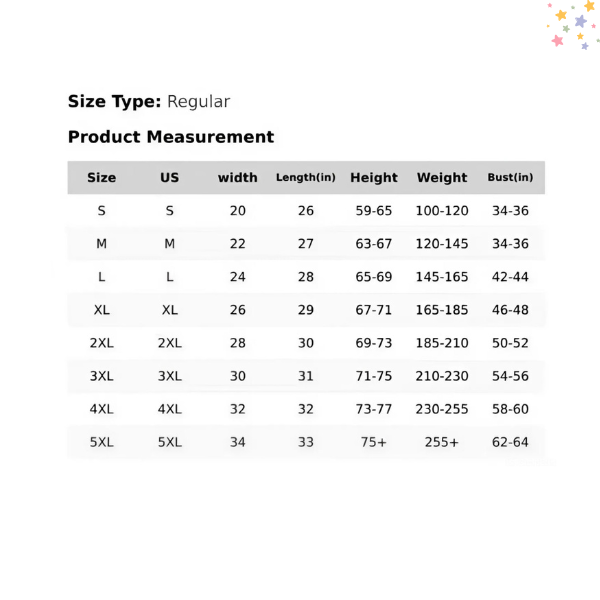 Size Type: Regular
Product Measurement
Size US width Length(in) Height Weight Bust(in)
S S 20 26 59-65 100-120 34-36
M M 22 27 63-67 120-145 34-36
L L 24 28 65-69 145-165 42-44
XL XL 26 29 67-71 165-185 46-48
2XL 2XL 28 30 69-73 185-210 50-52
3XL 3XL 30 31 71-75 210-230 54-56
4XL 4XL 32 32 73-77 230-255 58-60
5XL 5XL 34 33 75+ 255+ 62-64